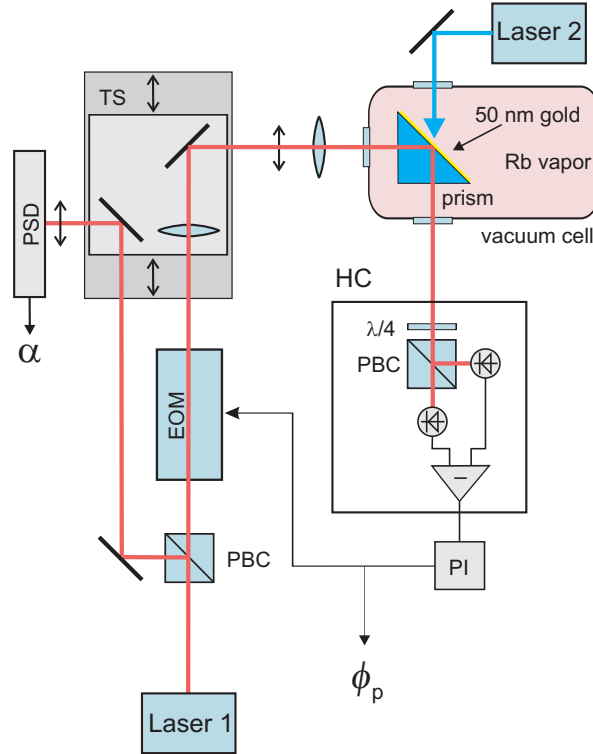 Laser 2
TS
50 nm gold
Rb vapor
prism
vacuum cell
PSD
α
HC
λ/4
PBC
EOM
−
PBC
PI
ϕp
Laser 1